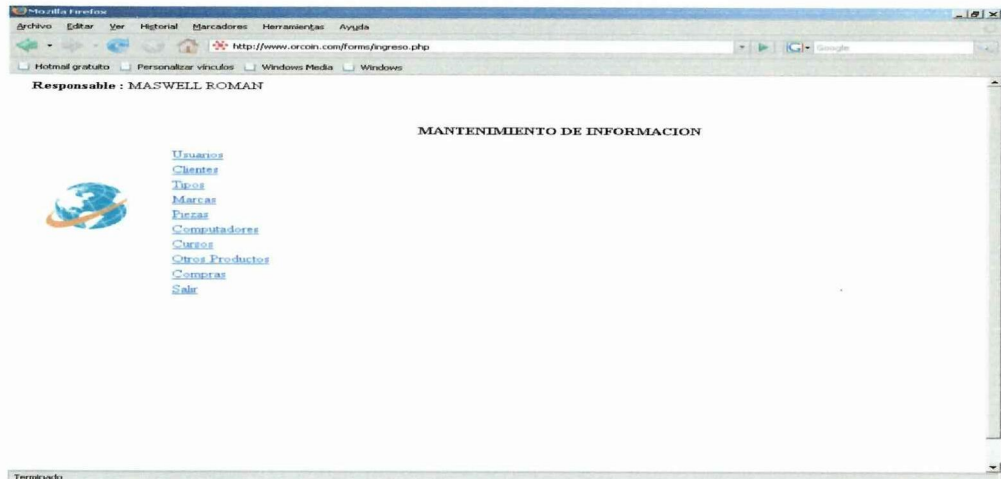 Mozilla Firefox
Archivo Editar Ver Historial Marcadores Herramientas Ayuda
http://www.orcoin.com/forms/ingreso.php
Google
Hotmail gratuito Personalizar vínculos Windows Media Windows
Responsable : MASWELL ROMAN
MANTENIMIENTO DE INFORMACION
Usuarios
Clientes
Tipos
Marcas
Piezas
Computadores
Cursos
Otros Productos
Compras
Salir
Terminado